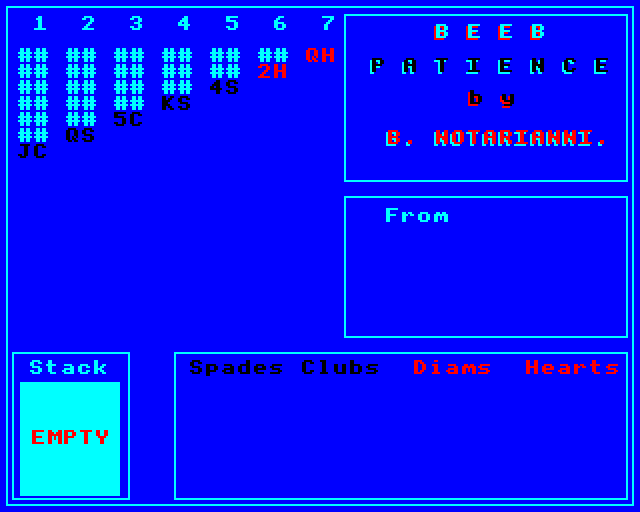 1 2 3 4 5 6 7
## ## ## ## ## ## QH
## ## ## ## ## 2H
## ## ## ## 4S
## ## ## KS
## ## 5C
## QS
JC
B E E B
P A T I E N C E
b y
B. NOTARIANNI.
From
Stack
EMPTY
Spades Clubs Diams Hearts